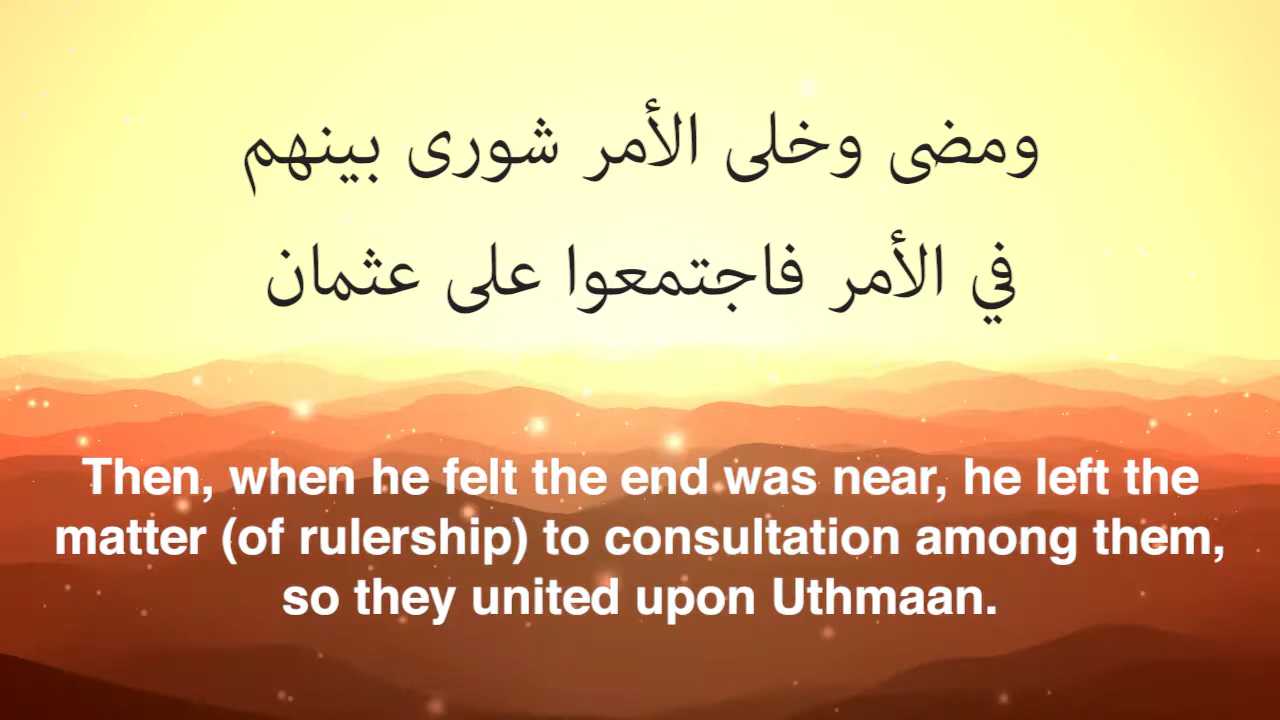 ومضى وخلى الأمر شورى بينهم
في الأمر فاجتمعوا على عثمان
Then, when he felt the end was near, he left the
matter (of rulership) to consultation among them,
so they united upon Uthmaan.